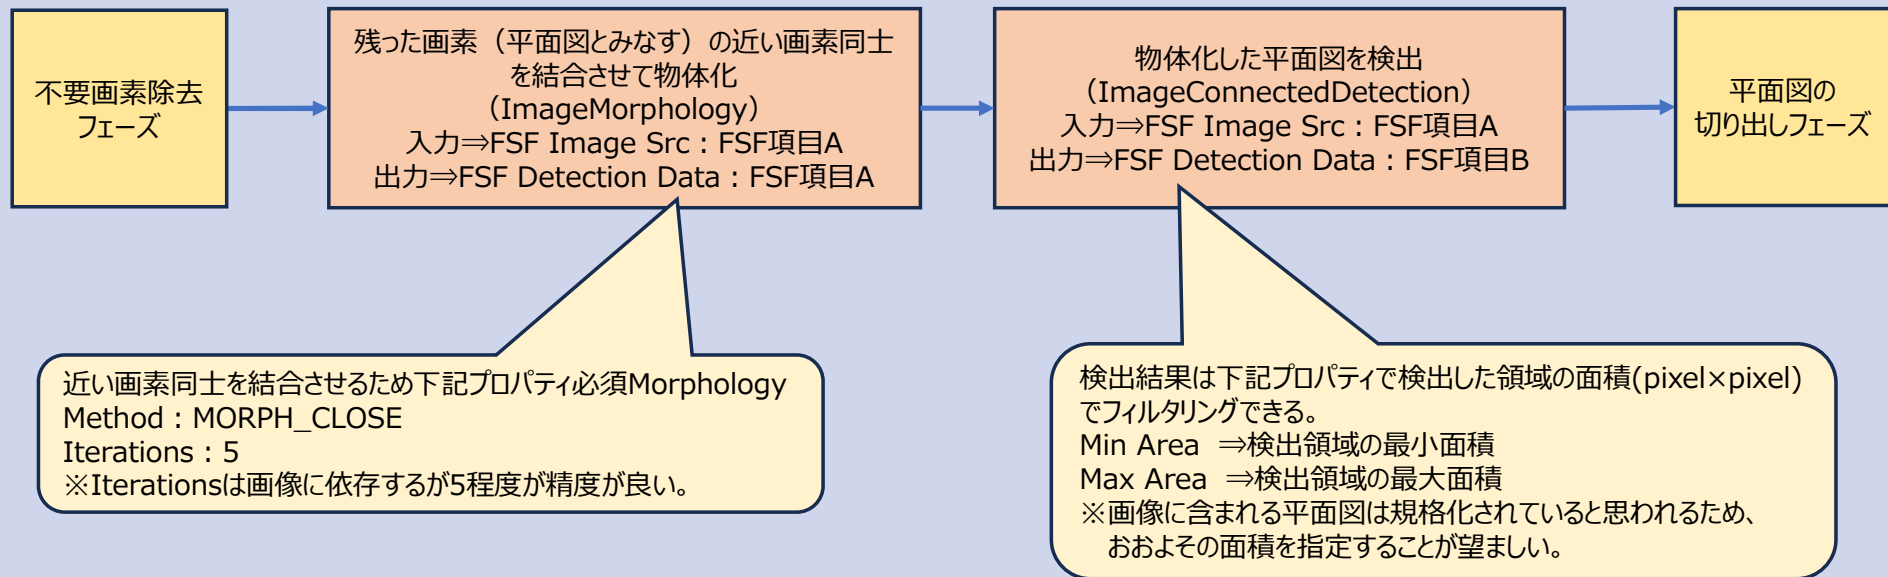 不要画素除去
フェーズ
残った画素（平面図とみなす）の近い画素同士
を結合させて物体化
（ImageMorphology）
入力⇒FSF Image Src：FSF項目A
出力⇒FSF Detection Data：FSF項目A
物体化した平面図を検出
（ImageConnectedDetection）
入力⇒FSF Image Src：FSF項目A
出力⇒FSF Detection Data：FSF項目B
平面図の
切り出しフェーズ
近い画素同士を結合させるため下記プロパティ必須Morphology
Method：MORPH_CLOSE
Iterations：5
※Iterationsは画像に依存するが5程度が精度が良い。
検出結果は下記プロパティで検出した領域の面積(pixel×pixel)
でフィルタリングできる。
Min Area ⇒検出領域の最小面積
Max Area ⇒検出領域の最大面積
※画像に含まれる平面図は規格化されていると思われるため、
おおよその面積を指定することが望ましい。